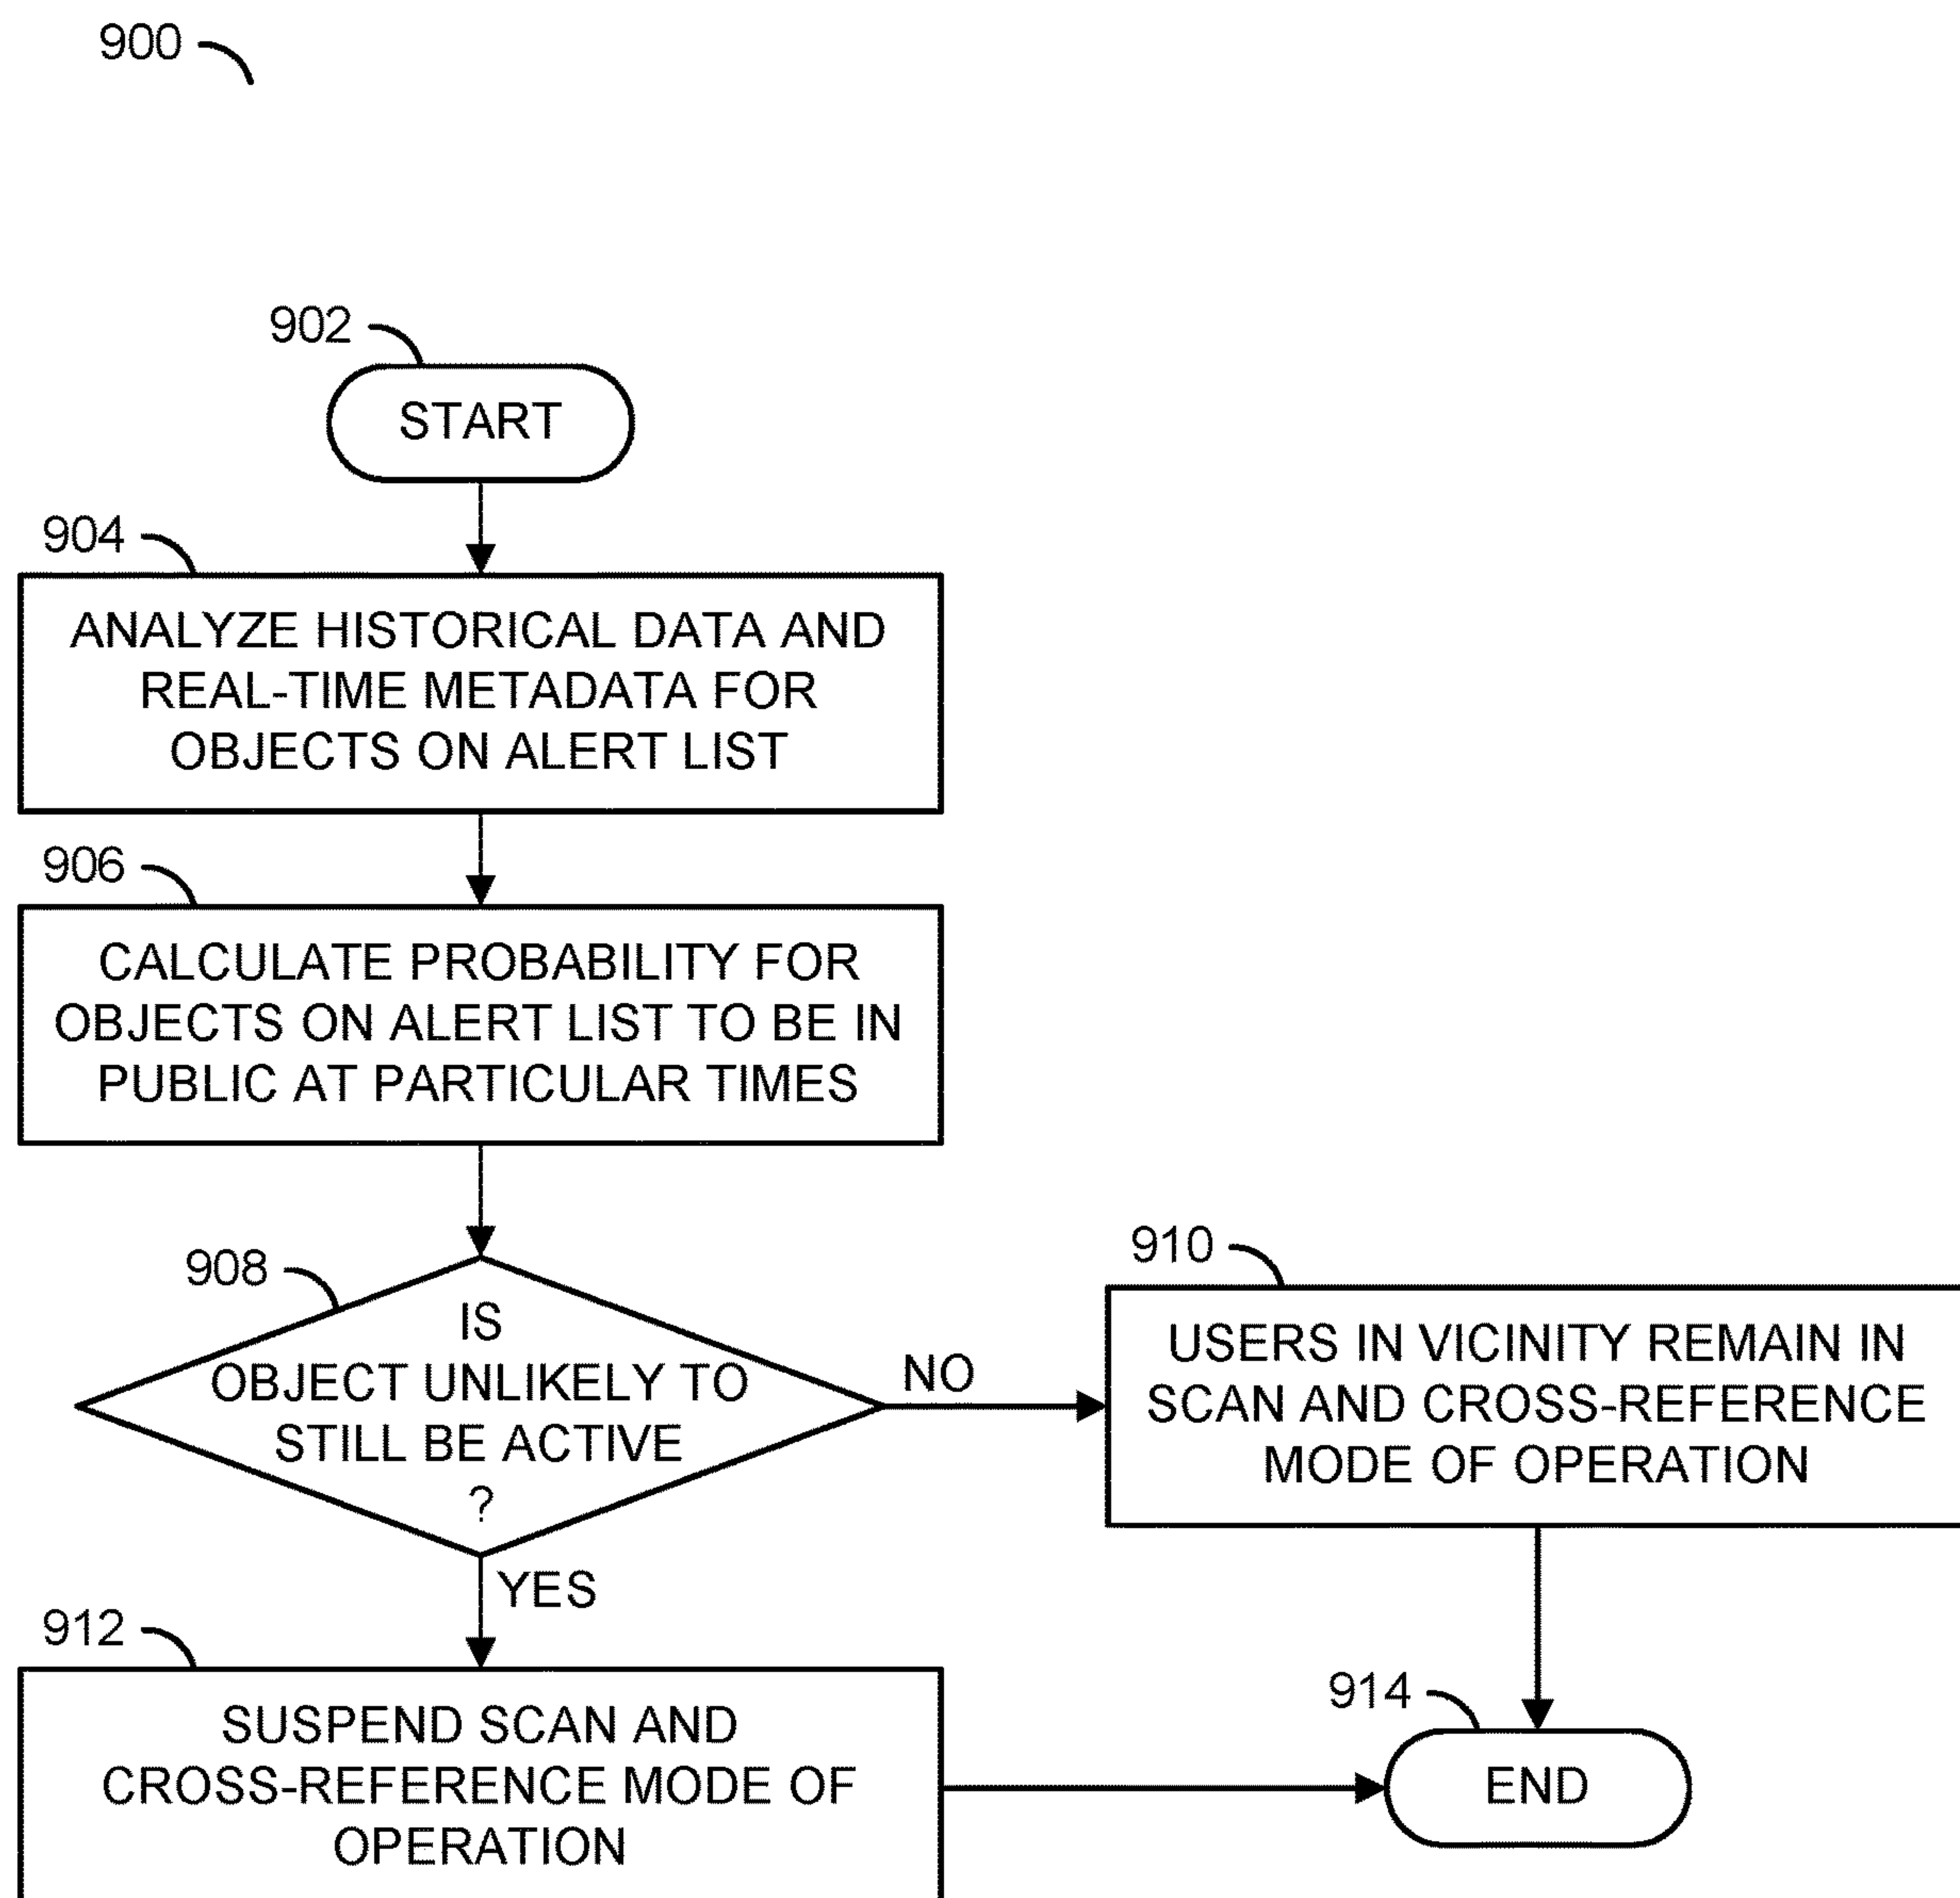 900
902
START
904
ANALYZE HISTORICAL DATA AND
REAL-TIME METADATA FOR
OBJECTS ON ALERT LIST
906
CALCULATE PROBABILITY FOR
OBJECTS ON ALERT LIST TO BE IN
PUBLIC AT PARTICULAR TIMES
908
IS
OBJECT UNLIKELY TO
STILL BE ACTIVE
?
NO
910
USERS IN VICINITY REMAIN IN
SCAN AND CROSS-REFERENCE
MODE OF OPERATION
YES
912
SUSPEND SCAN AND
CROSS-REFERENCE MODE OF
OPERATION
914
END